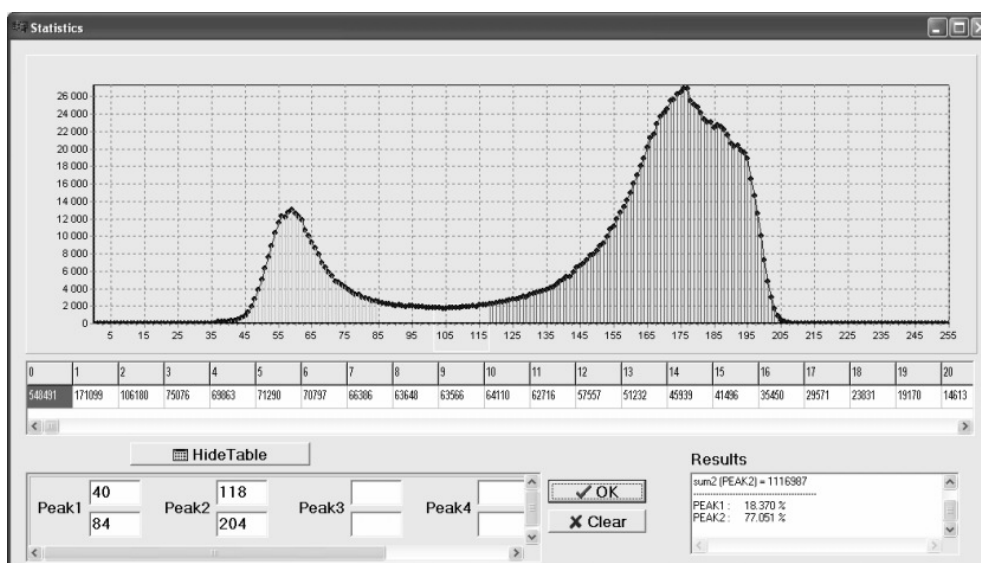 Statistics
26 000
24 000
22 000
20 000
18 000
16 000
14 000
12 000
10 000
8 000
6 000
4 000
2 000
0
5 15 25 35 45 55 65 75 85 95 105 115 125 135 145 155 165 175 185 195 205 215 225 235 245 255
0 1 2 3 4 5 6 7 8 9 10 11 12 13 14 15 16 17 18 19 20
548491 171099 106180 75076 69863 71290 70797 66386 63648 63566 64110 62716 57557 51232 45939 41496 35450 29571 23831 19170 14613
HideTable
Peak1 40 84
Peak2 118 204
Peak3
Peak4
OK
Clear
Results
sum2 (PEAK2) = 1116987
----------------------------------------
PEAK1 : 18.370 %
PEAK2 : 77.051 %